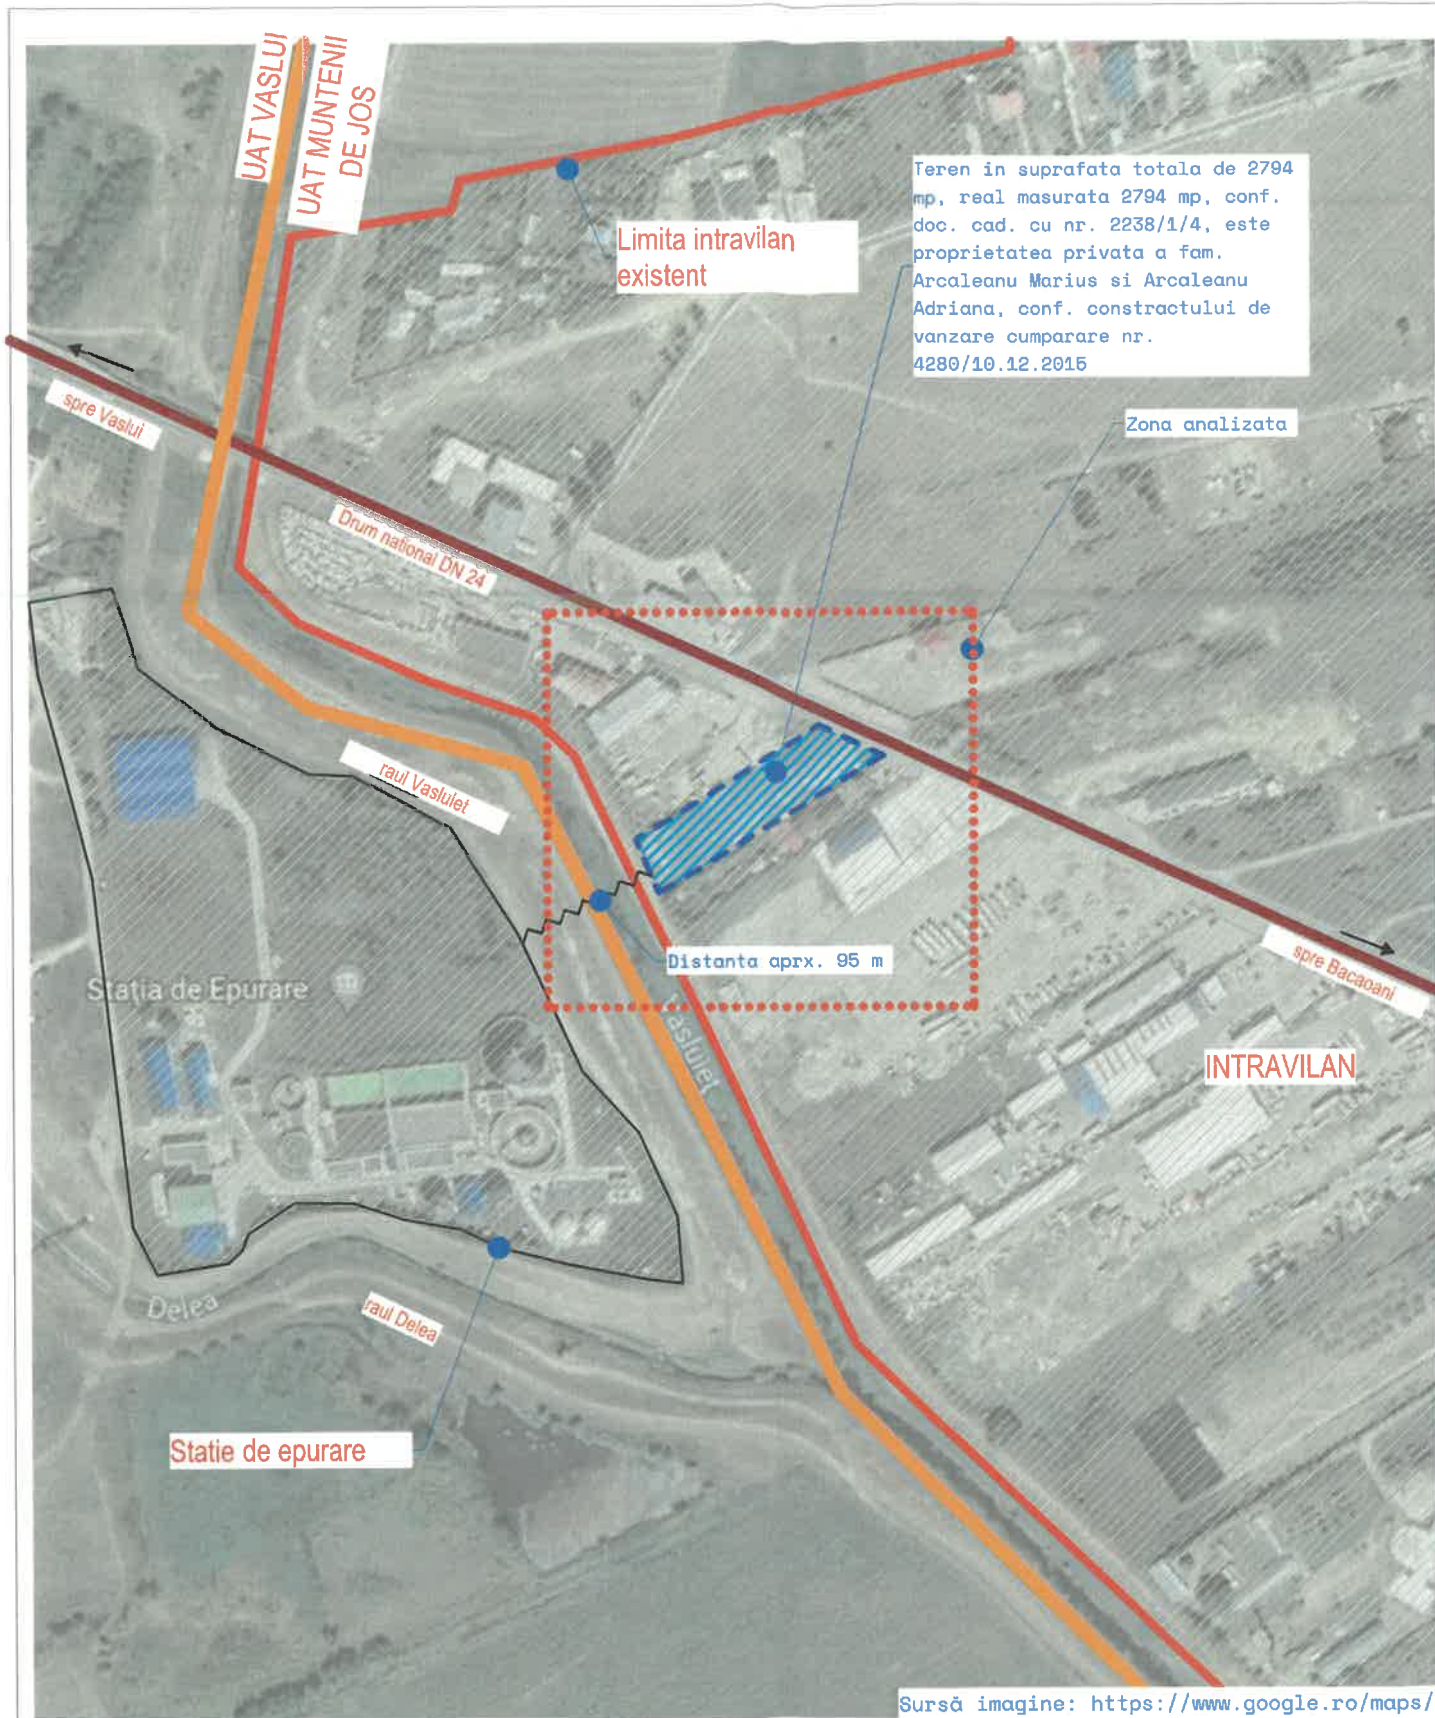 UAT VASLUI
UAT MUNTENII
DE JOS
Teren in suprafata totala de 2794
mp, real masurata 2794 mp, conf.
doc. cad. cu nr. 2238/1/4, este
proprietatea privata a fam.
Arcaleanu Marius si Arcaleanu
Adriana, conf. constractului de
vanzare cumparare nr.
4280/10.12.2015
Limita intravilan
existent
spre Vaslui
Zona analizata
Drum national DN 24
raul Vasluiet
Distanta aprx. 95 m
spre Bacaoani
Stația de Epurare
Vasluieț
INTRAVILAN
Delea
raul Delea
Statie de epurare
Sursă imagine: https://www.google.ro/maps/